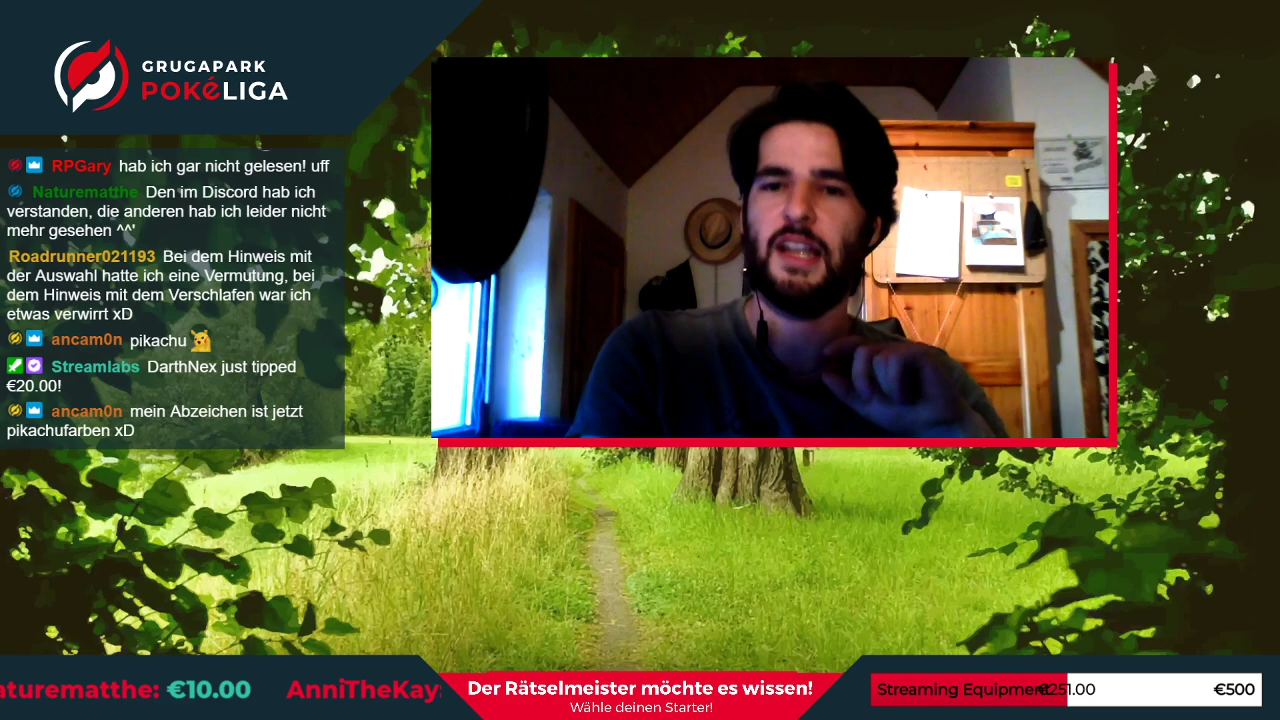 GRUGAPARK
POKéLIGA
RPGary hab ich gar nicht gelesen! uff
Naturematthe Den im Discord hab ich
verstanden, die anderen hab ich leider nicht
mehr gesehen ^^'
Roadrunner021193 Bei dem Hinweis mit
der Auswahl hatte ich eine Vermutung, bei
dem Hinweis mit dem Verschlafen war ich
etwas verwirrt xD
ancam0n pikachu
Streamlabs DarthNex just tipped
€20.00!
ancam0n mein Abzeichen ist jetzt
pikachufarben xD
aturematthe: €10.00 AnniTheKay
Der Rätselmeister möchte es wissen!
Wähle deinen Starter!
Streaming Equipment €251.00 €500